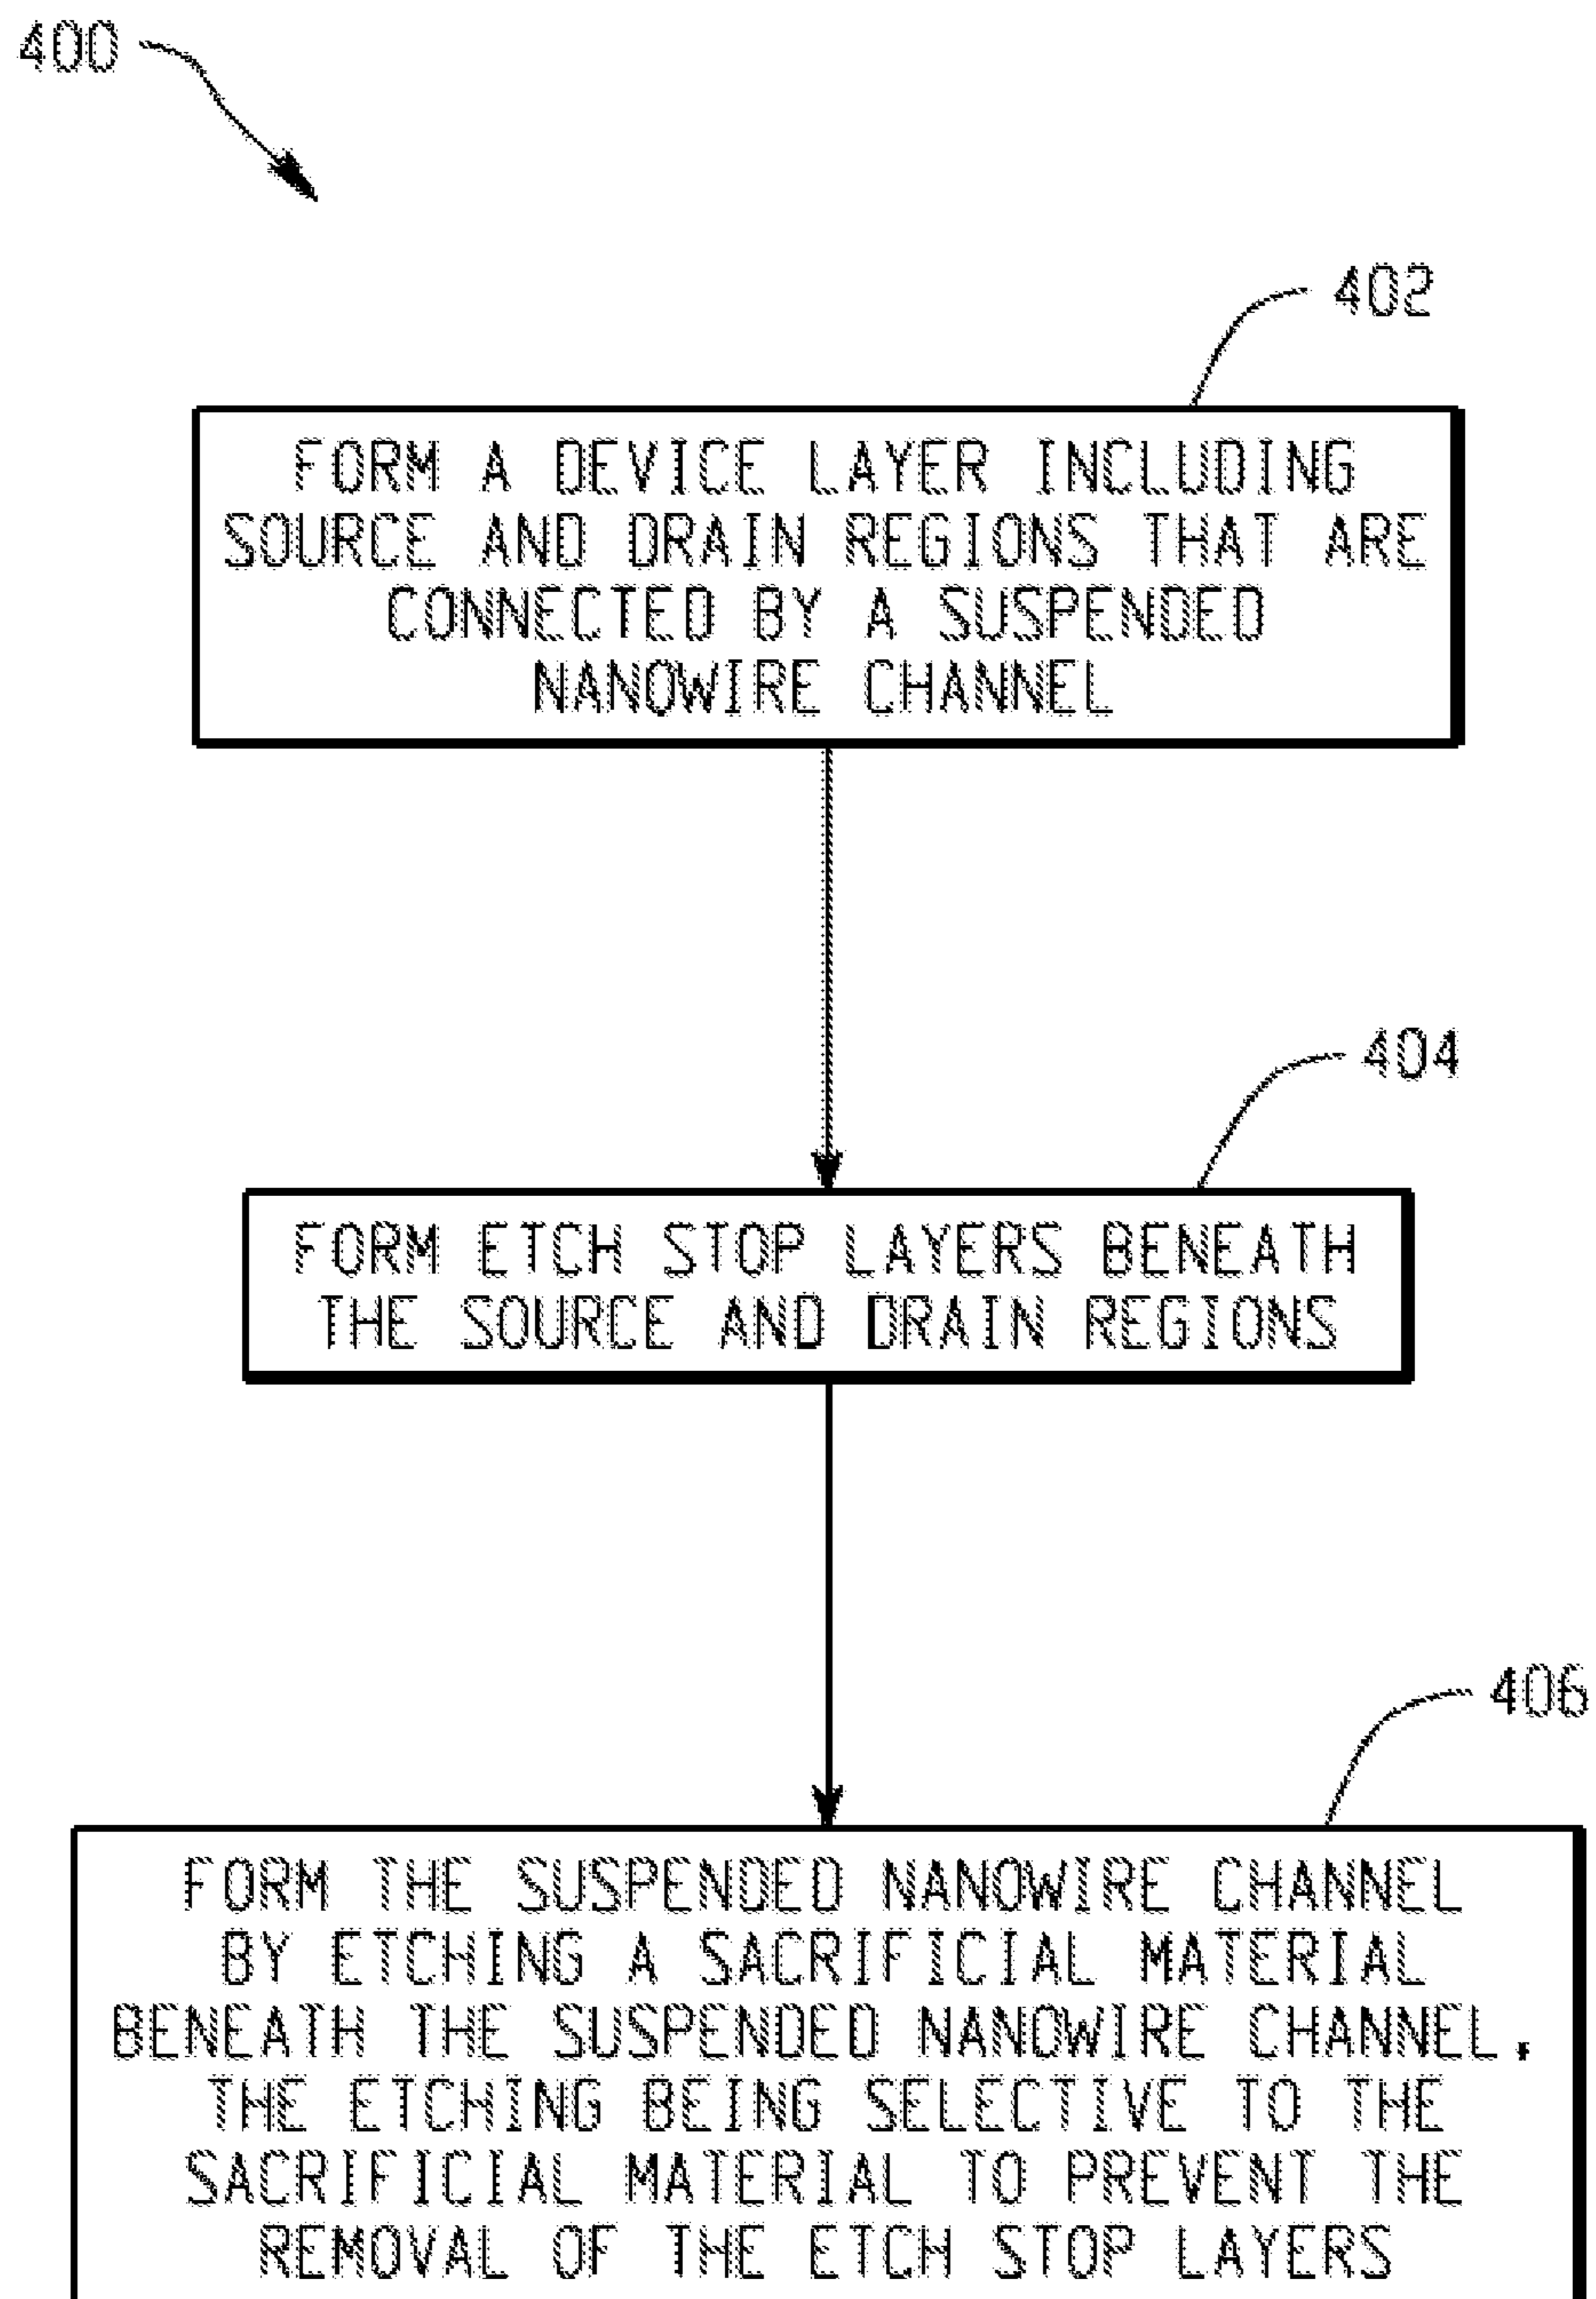 400
402
FORM A DEVICE LAYER INCLUDING
SOURCE AND DRAIN REGIONS THAT ARE
CONNECTED BY A SUSPENDED
NANOWIRE CHANNEL
404
FORM ETCH STOP LAYERS BENEATH
THE SOURCE AND DRAIN REGIONS
406
FORM THE SUSPENDED NANOWIRE CHANNEL
BY ETCHING A SACRIFICIAL MATERIAL
BENEATH THE SUSPENDED NANOWIRE CHANNEL,
THE ETCHING BEING SELECTIVE TO THE
SACRIFICIAL MATERIAL TO PREVENT THE
REMOVAL OF THE ETCH STOP LAYERS